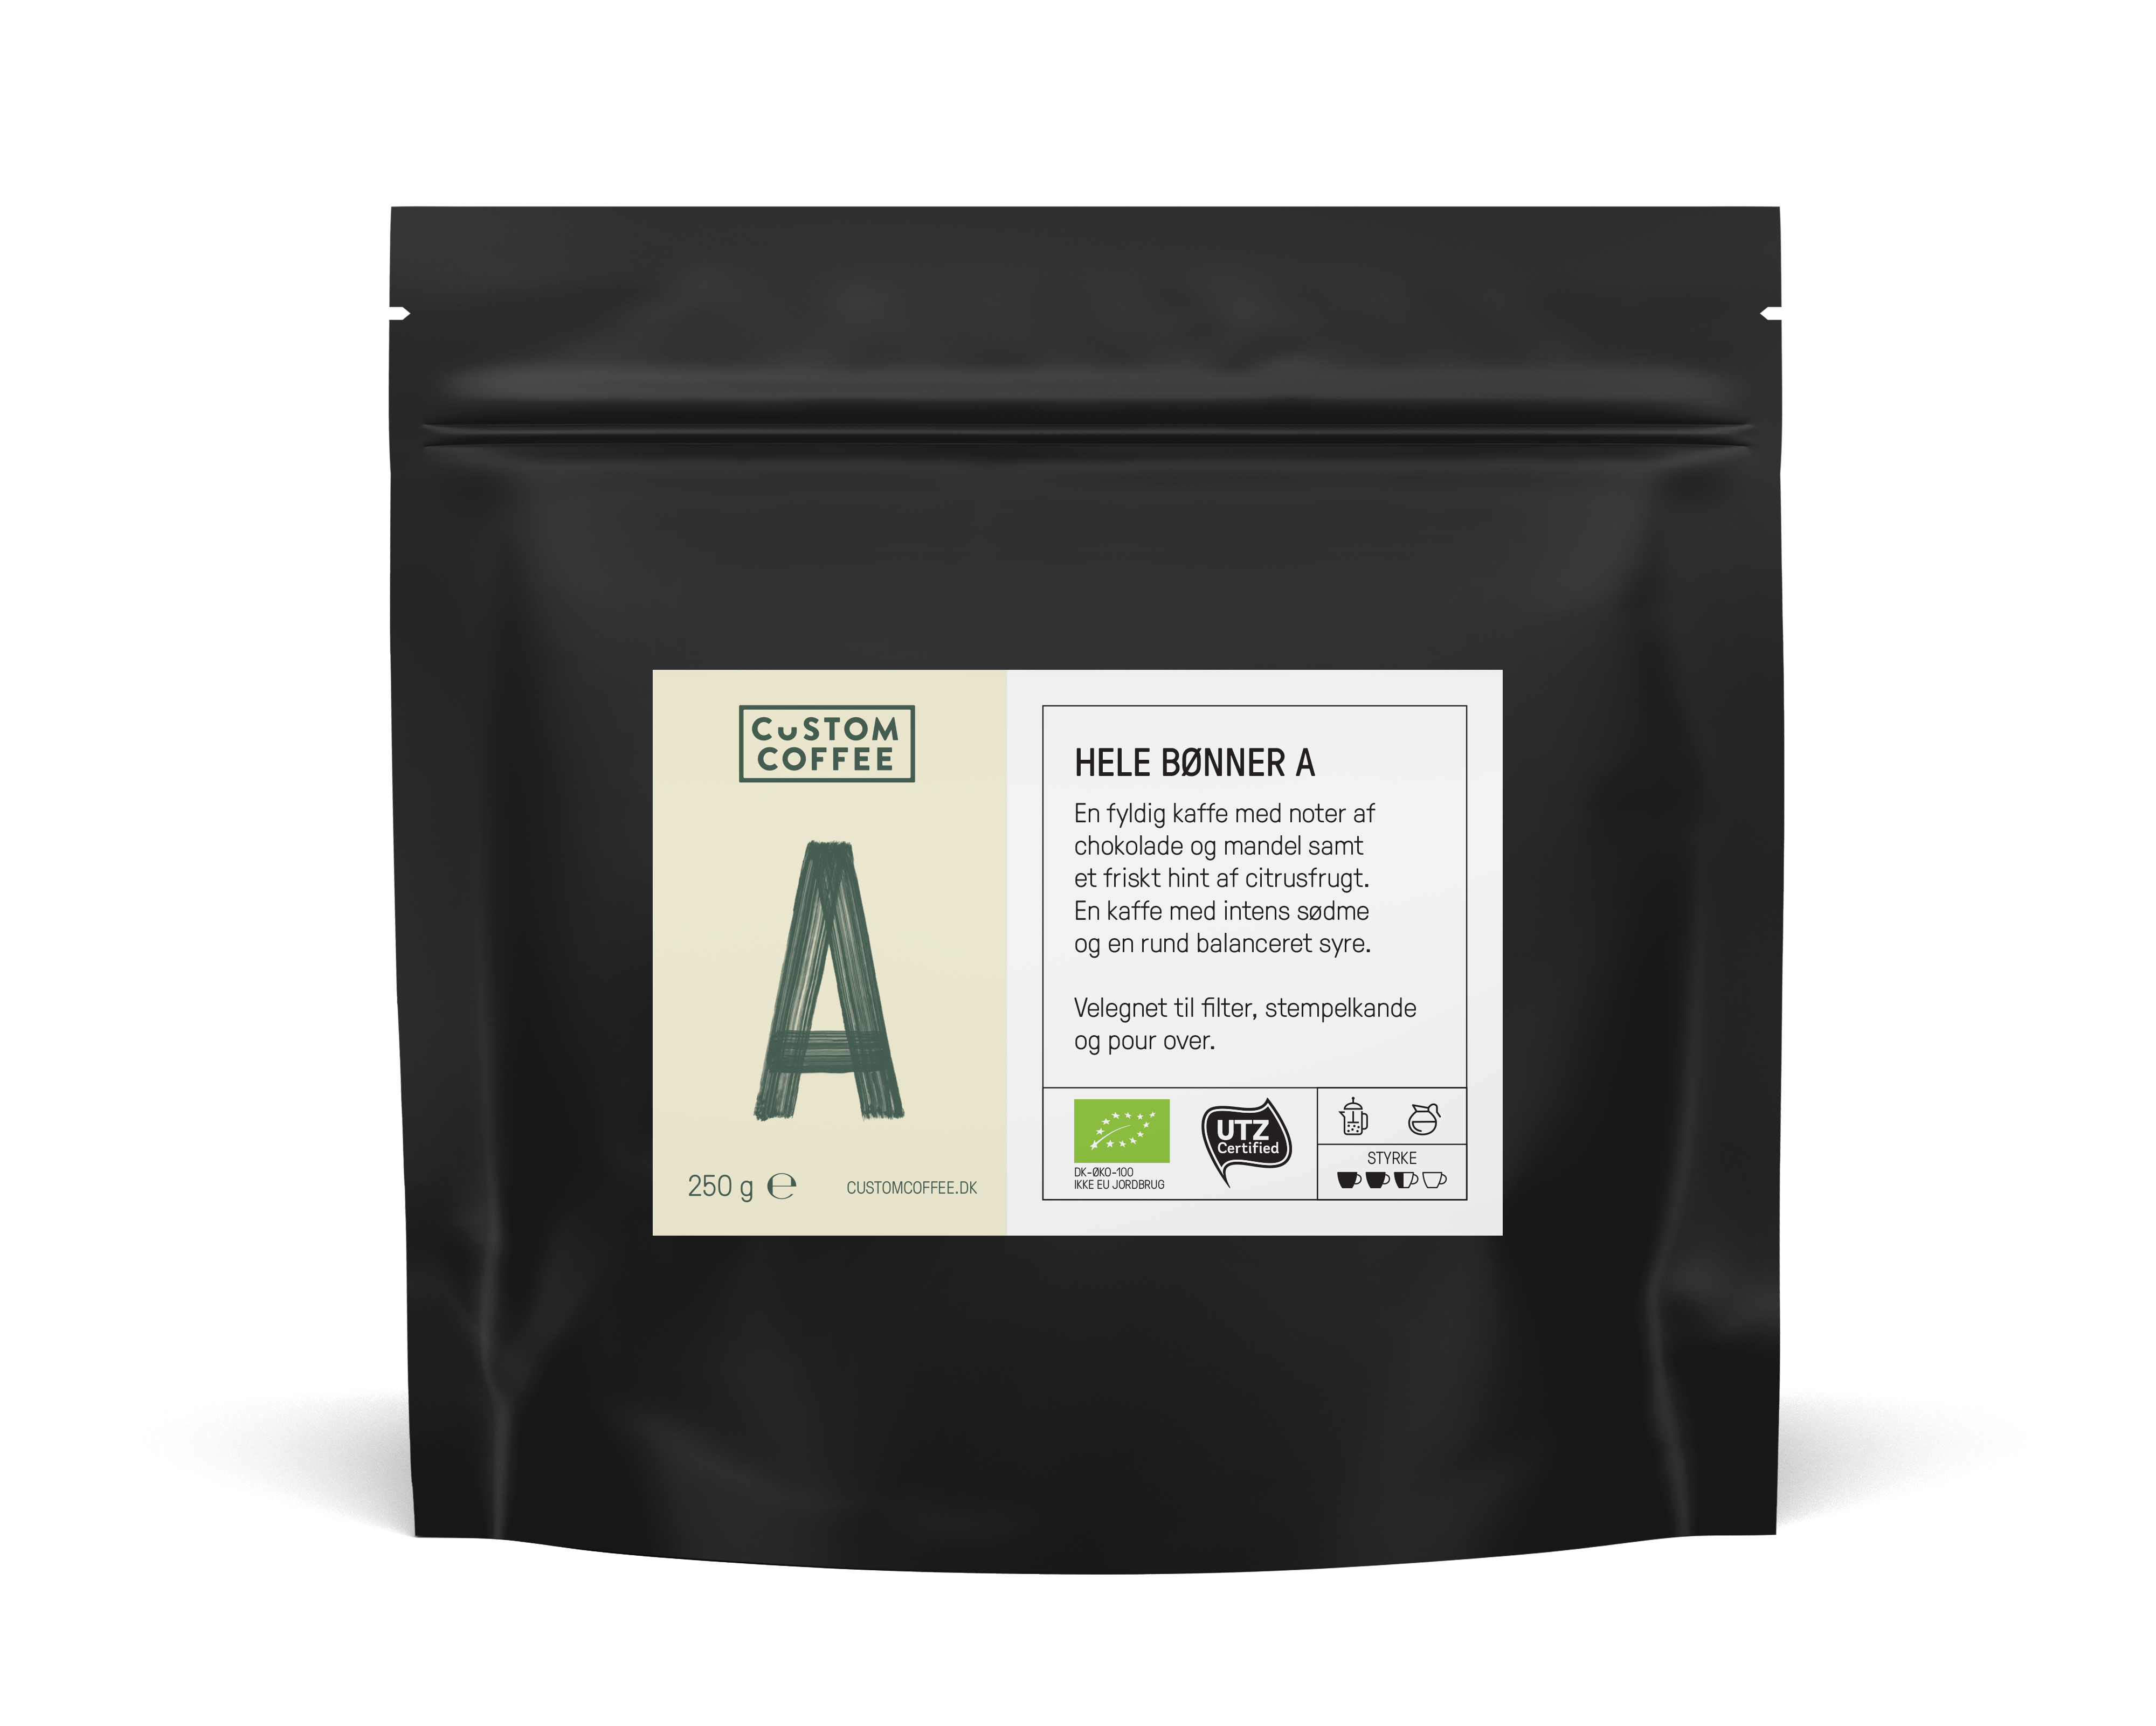 CuSTOM
COFFEE
A
250 g ℮
CUSTOMCOFFEE.DK
HELE BØNNER A
En fyldig kaffe med noter af
chokolade og mandel samt
et friskt hint af citrusfrugt.
En kaffe med intens sødme
og en rund balanceret syre.
Velegnet til filter, stempelkande
og pour over.
DK-ØKO-100
IKKE EU JORDBRUG
UTZ
Certified
STYRKE